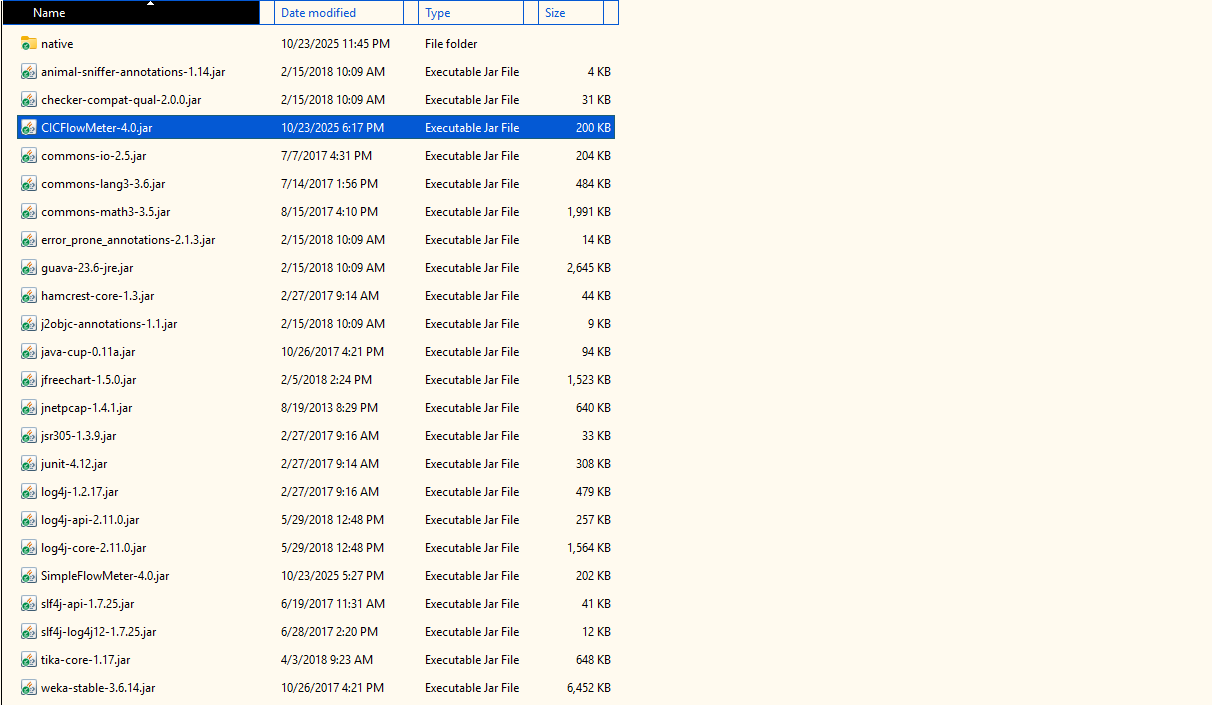 Name Date modified Type Size
native 10/23/2025 11:45 PM File folder
animal-sniffer-annotations-1.14.jar 2/15/2018 10:09 AM Executable Jar File 4 KB
checker-compat-qual-2.0.0.jar 2/15/2018 10:09 AM Executable Jar File 31 KB
CICFlowMeter-4.0.jar 10/23/2025 6:17 PM Executable Jar File 200 KB
commons-io-2.5.jar 7/7/2017 4:31 PM Executable Jar File 204 KB
commons-lang3-3.6.jar 7/14/2017 1:56 PM Executable Jar File 484 KB
commons-math3-3.5.jar 8/15/2017 4:10 PM Executable Jar File 1,991 KB
error_prone_annotations-2.1.3.jar 2/15/2018 10:09 AM Executable Jar File 14 KB
guava-23.6-jre.jar 2/15/2018 10:09 AM Executable Jar File 2,645 KB
hamcrest-core-1.3.jar 2/27/2017 9:14 AM Executable Jar File 44 KB
j2objc-annotations-1.1.jar 2/15/2018 10:09 AM Executable Jar File 9 KB
java-cup-0.11a.jar 10/26/2017 4:21 PM Executable Jar File 94 KB
jfreechart-1.5.0.jar 2/5/2018 2:24 PM Executable Jar File 1,523 KB
jnetpcap-1.4.1.jar 8/19/2013 8:29 PM Executable Jar File 640 KB
jsr305-1.3.9.jar 2/27/2017 9:16 AM Executable Jar File 33 KB
junit-4.12.jar 2/27/2017 9:14 AM Executable Jar File 308 KB
log4j-1.2.17.jar 2/27/2017 9:16 AM Executable Jar File 479 KB
log4j-api-2.11.0.jar 5/29/2018 12:48 PM Executable Jar File 257 KB
log4j-core-2.11.0.jar 5/29/2018 12:48 PM Executable Jar File 1,564 KB
SimpleFlowMeter-4.0.jar 10/23/2025 5:27 PM Executable Jar File 202 KB
slf4j-api-1.7.25.jar 6/19/2017 11:31 AM Executable Jar File 41 KB
slf4j-log4j12-1.7.25.jar 6/28/2017 2:20 PM Executable Jar File 12 KB
tika-core-1.17.jar 4/3/2018 9:23 AM Executable Jar File 648 KB
weka-stable-3.6.14.jar 10/26/2017 4:21 PM Executable Jar File 6,452 KB